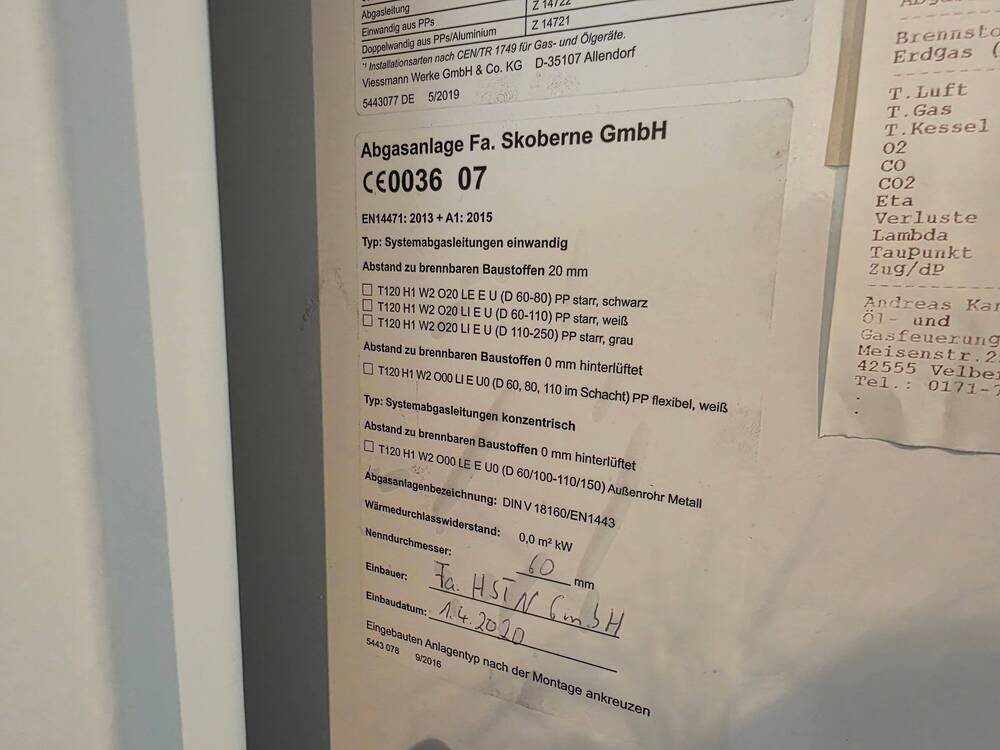 Abgasleitung
Einwandig aus PPs Z 14722
Doppelwandig aus PPs/Aluminium Z 14721
*¹ Installationsarten nach CEN/TR 1749 für Gas- und Ölgeräte.
Viessmann Werke GmbH & Co. KG D-35107 Allendorf
5443077 DE 5/2019
Abgasanlage Fa. Skoberne GmbH
CE0036 07
EN14471: 2013 + A1: 2015
Typ: Systemabgasleitungen einwandig
Abstand zu brennbaren Baustoffen 20 mm
☐ T120 H1 W2 O20 LE E U (D 60-80) PP starr, schwarz
☐ T120 H1 W2 O20 LI E U (D 60-110) PP starr, weiß
☐ T120 H1 W2 O20 LI E U (D 110-250) PP starr, grau
Abstand zu brennbaren Baustoffen 0 mm hinterlüftet
☐ T120 H1 W2 O00 LI E U0 (D 60, 80, 110 im Schacht) PP flexibel, weiß
Typ: Systemabgasleitungen konzentrisch
Abstand zu brennbaren Baustoffen 0 mm hinterlüftet
☐ T120 H1 W2 O00 LE E U0 (D 60/100-110/150) Außenrohr Metall
Abgasanlagenbezeichnung: DIN V 18160/EN1443
Wärmedurchlasswiderstand: 0,0 m² kW
Nenndurchmesser: 60 mm
Einbauer: Fa. HSTN GmbH
Einbaudatum: 1.4.2020
Eingebauten Anlagentyp nach der Montage ankreuzen
5443 078 9/2016
Erdgas (
T.Luft
T.Gas
T.Kessel
O2
CO
CO2
Eta
Verluste
Lambda
Taupunkt
Zug/dP
Andreas
Öl- und
Gasfeuerung
Meisenstr.
42555
Tel.: 0171-